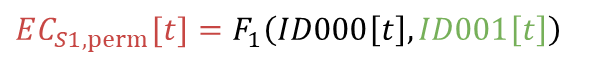 EC_{S1,perm}[t] = F_1(ID000[t],ID001[t])